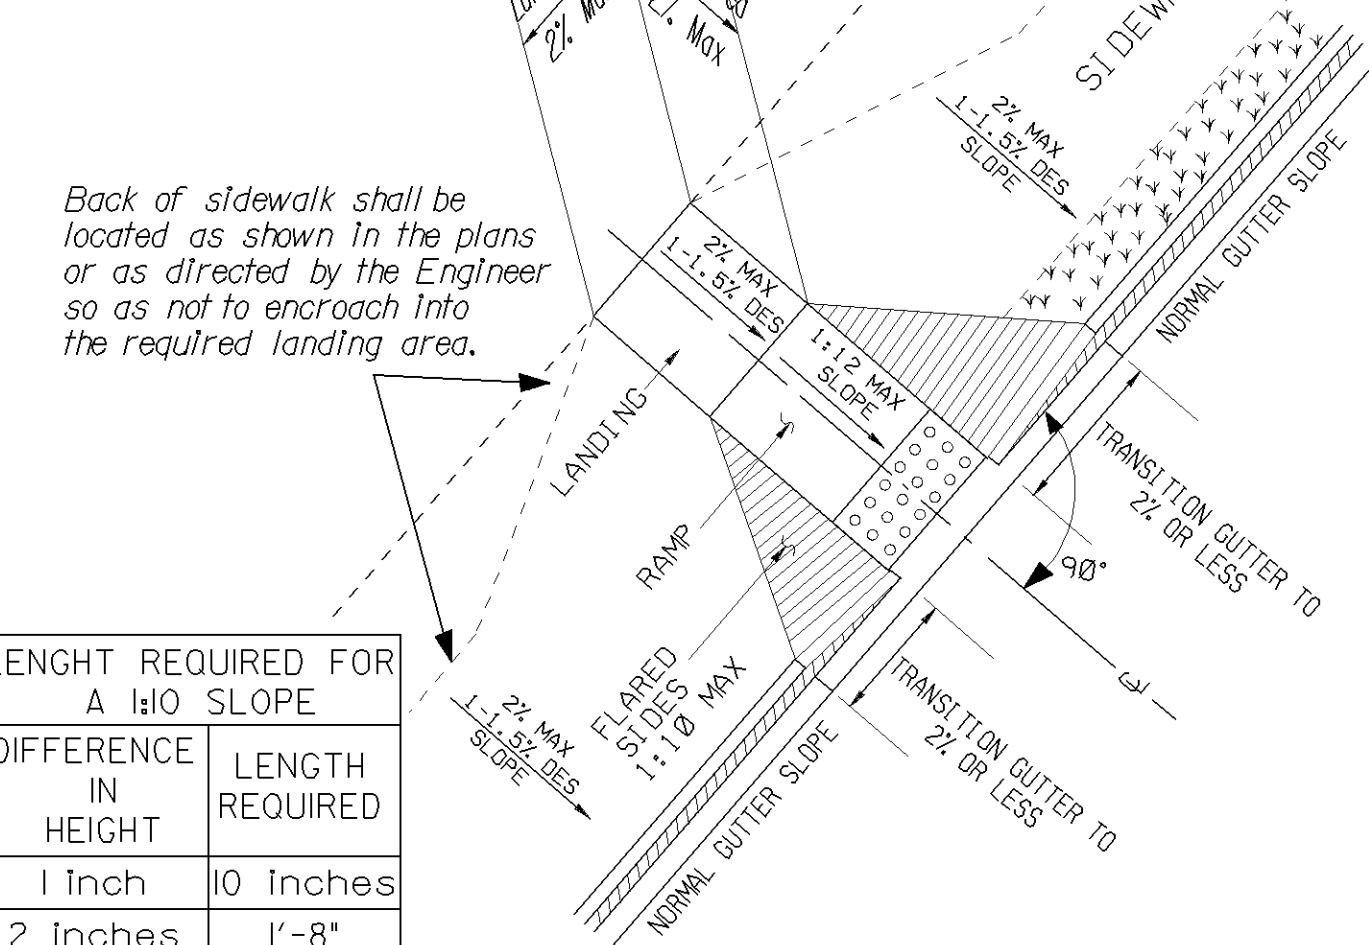 2% Max
Max
SIDEW
2% MAX
1-1.5% DES
SLOPE
Back of sidewalk shall be
located as shown in the plans
or as directed by the Engineer
so as not to encroach into
the required landing area.
2% MAX
1-1.5% DES
1:12 MAX
SLOPE
NORMAL GUTTER SLOPE
LANDING
RAMP
FLARED
SIDES
1:10 MAX
TRANSITION GUTTER TO
2% OR LESS
90°
TRANSITION GUTTER TO
2% OR LESS
2% MAX
1-1.5% DES
SLOPE
NORMAL GUTTER SLOPE
LENGHT REQUIRED FOR
A 1:10 SLOPE
DIFFERENCE
IN
HEIGHT
LENGTH
REQUIRED
1 inch
10 inches
2 inches
1'-8"